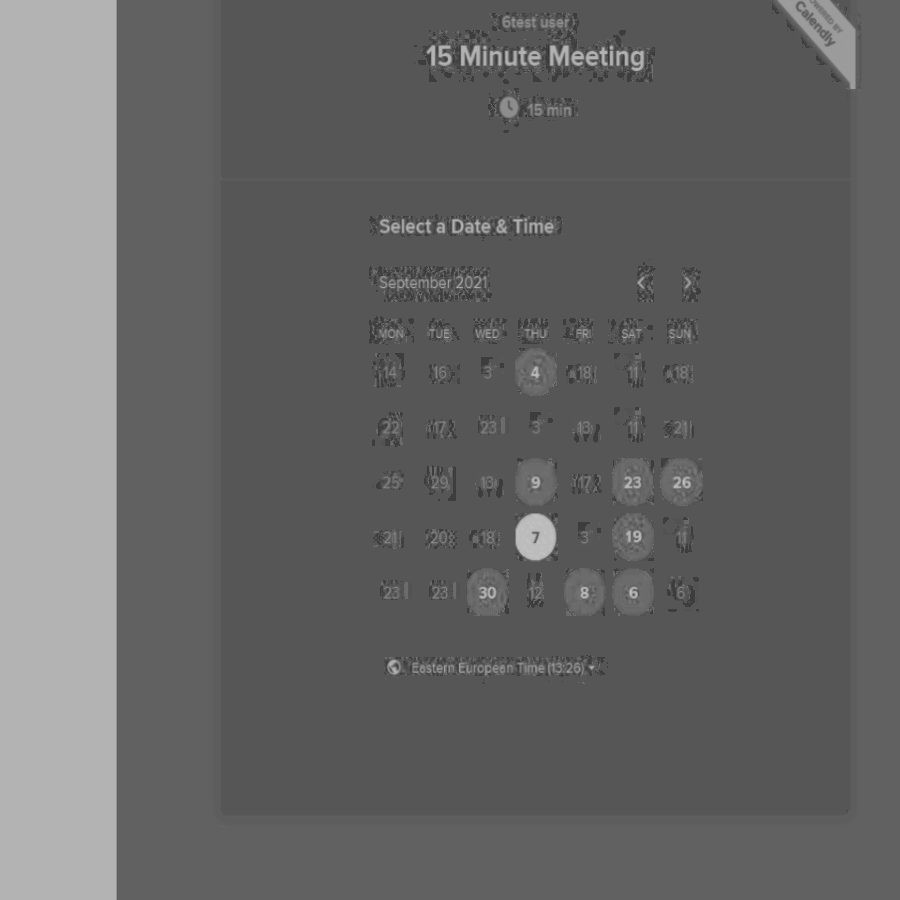 6test user
15 Minute Meeting
15 min
POWERED BY
Calendly
Select a Date & Time
September 2021
MON TUE WED THU FRI SAT SUN
14 16 3 4 18 11 18
22 17 23 3 13 11 21
25 29 13 9 17 23 26
21 20 18 7 3 19 11
23 23 30 12 8 6 6
Eastern European Time (13:26)